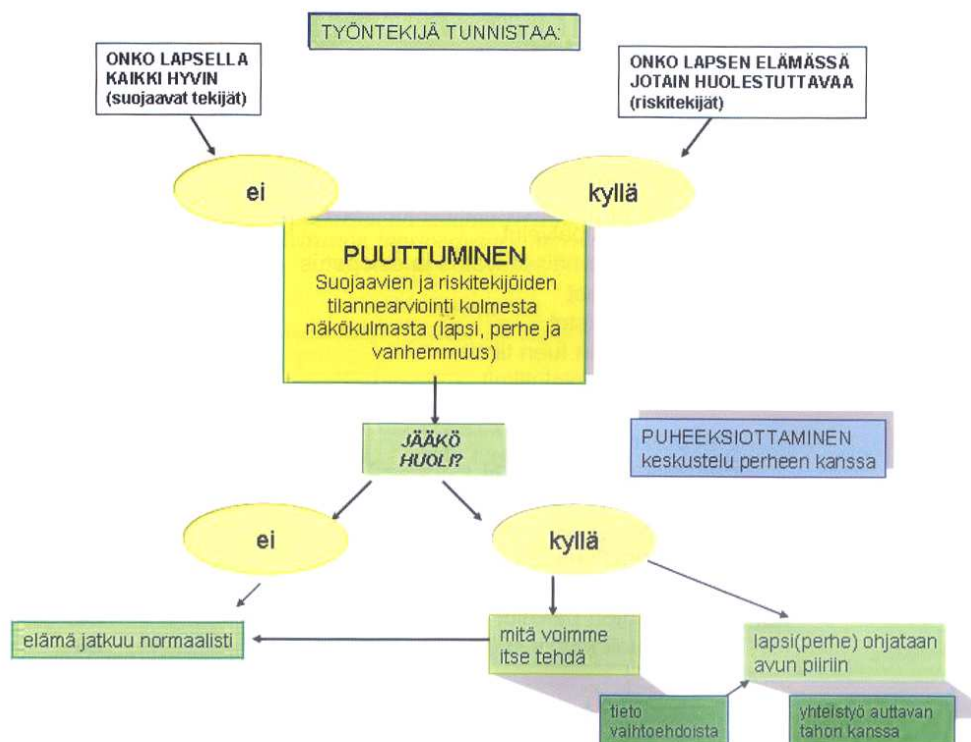 TYÖNTEKIJÄ TUNNISTAA:
ONKO LAPSELLA
KAIKKI HYVIN
(suojaavat tekijät)
ONKO LAPSEN ELÄMÄSSÄ
JOTAIN HUOLESTUTTAVAA
(riskitekijät)
ei
kyllä
PUUTTUMINEN
Suojaavien ja riskitekijöiden
tilannearviointi kolmesta
näkökulmasta (lapsi, perhe ja
vanhemmuus)
JÄÄKÖ
HUOLI?
PUHEEKSIOTTAMINEN
keskustelu perheen kanssa
ei
kyllä
elämä jatkuu normaalisti
mitä voimme
itse tehdä
lapsi(perhe) ohjataan
avun piiriin
tieto
vaihtoehdoista
yhteistyö auttavan
tahon kanssa